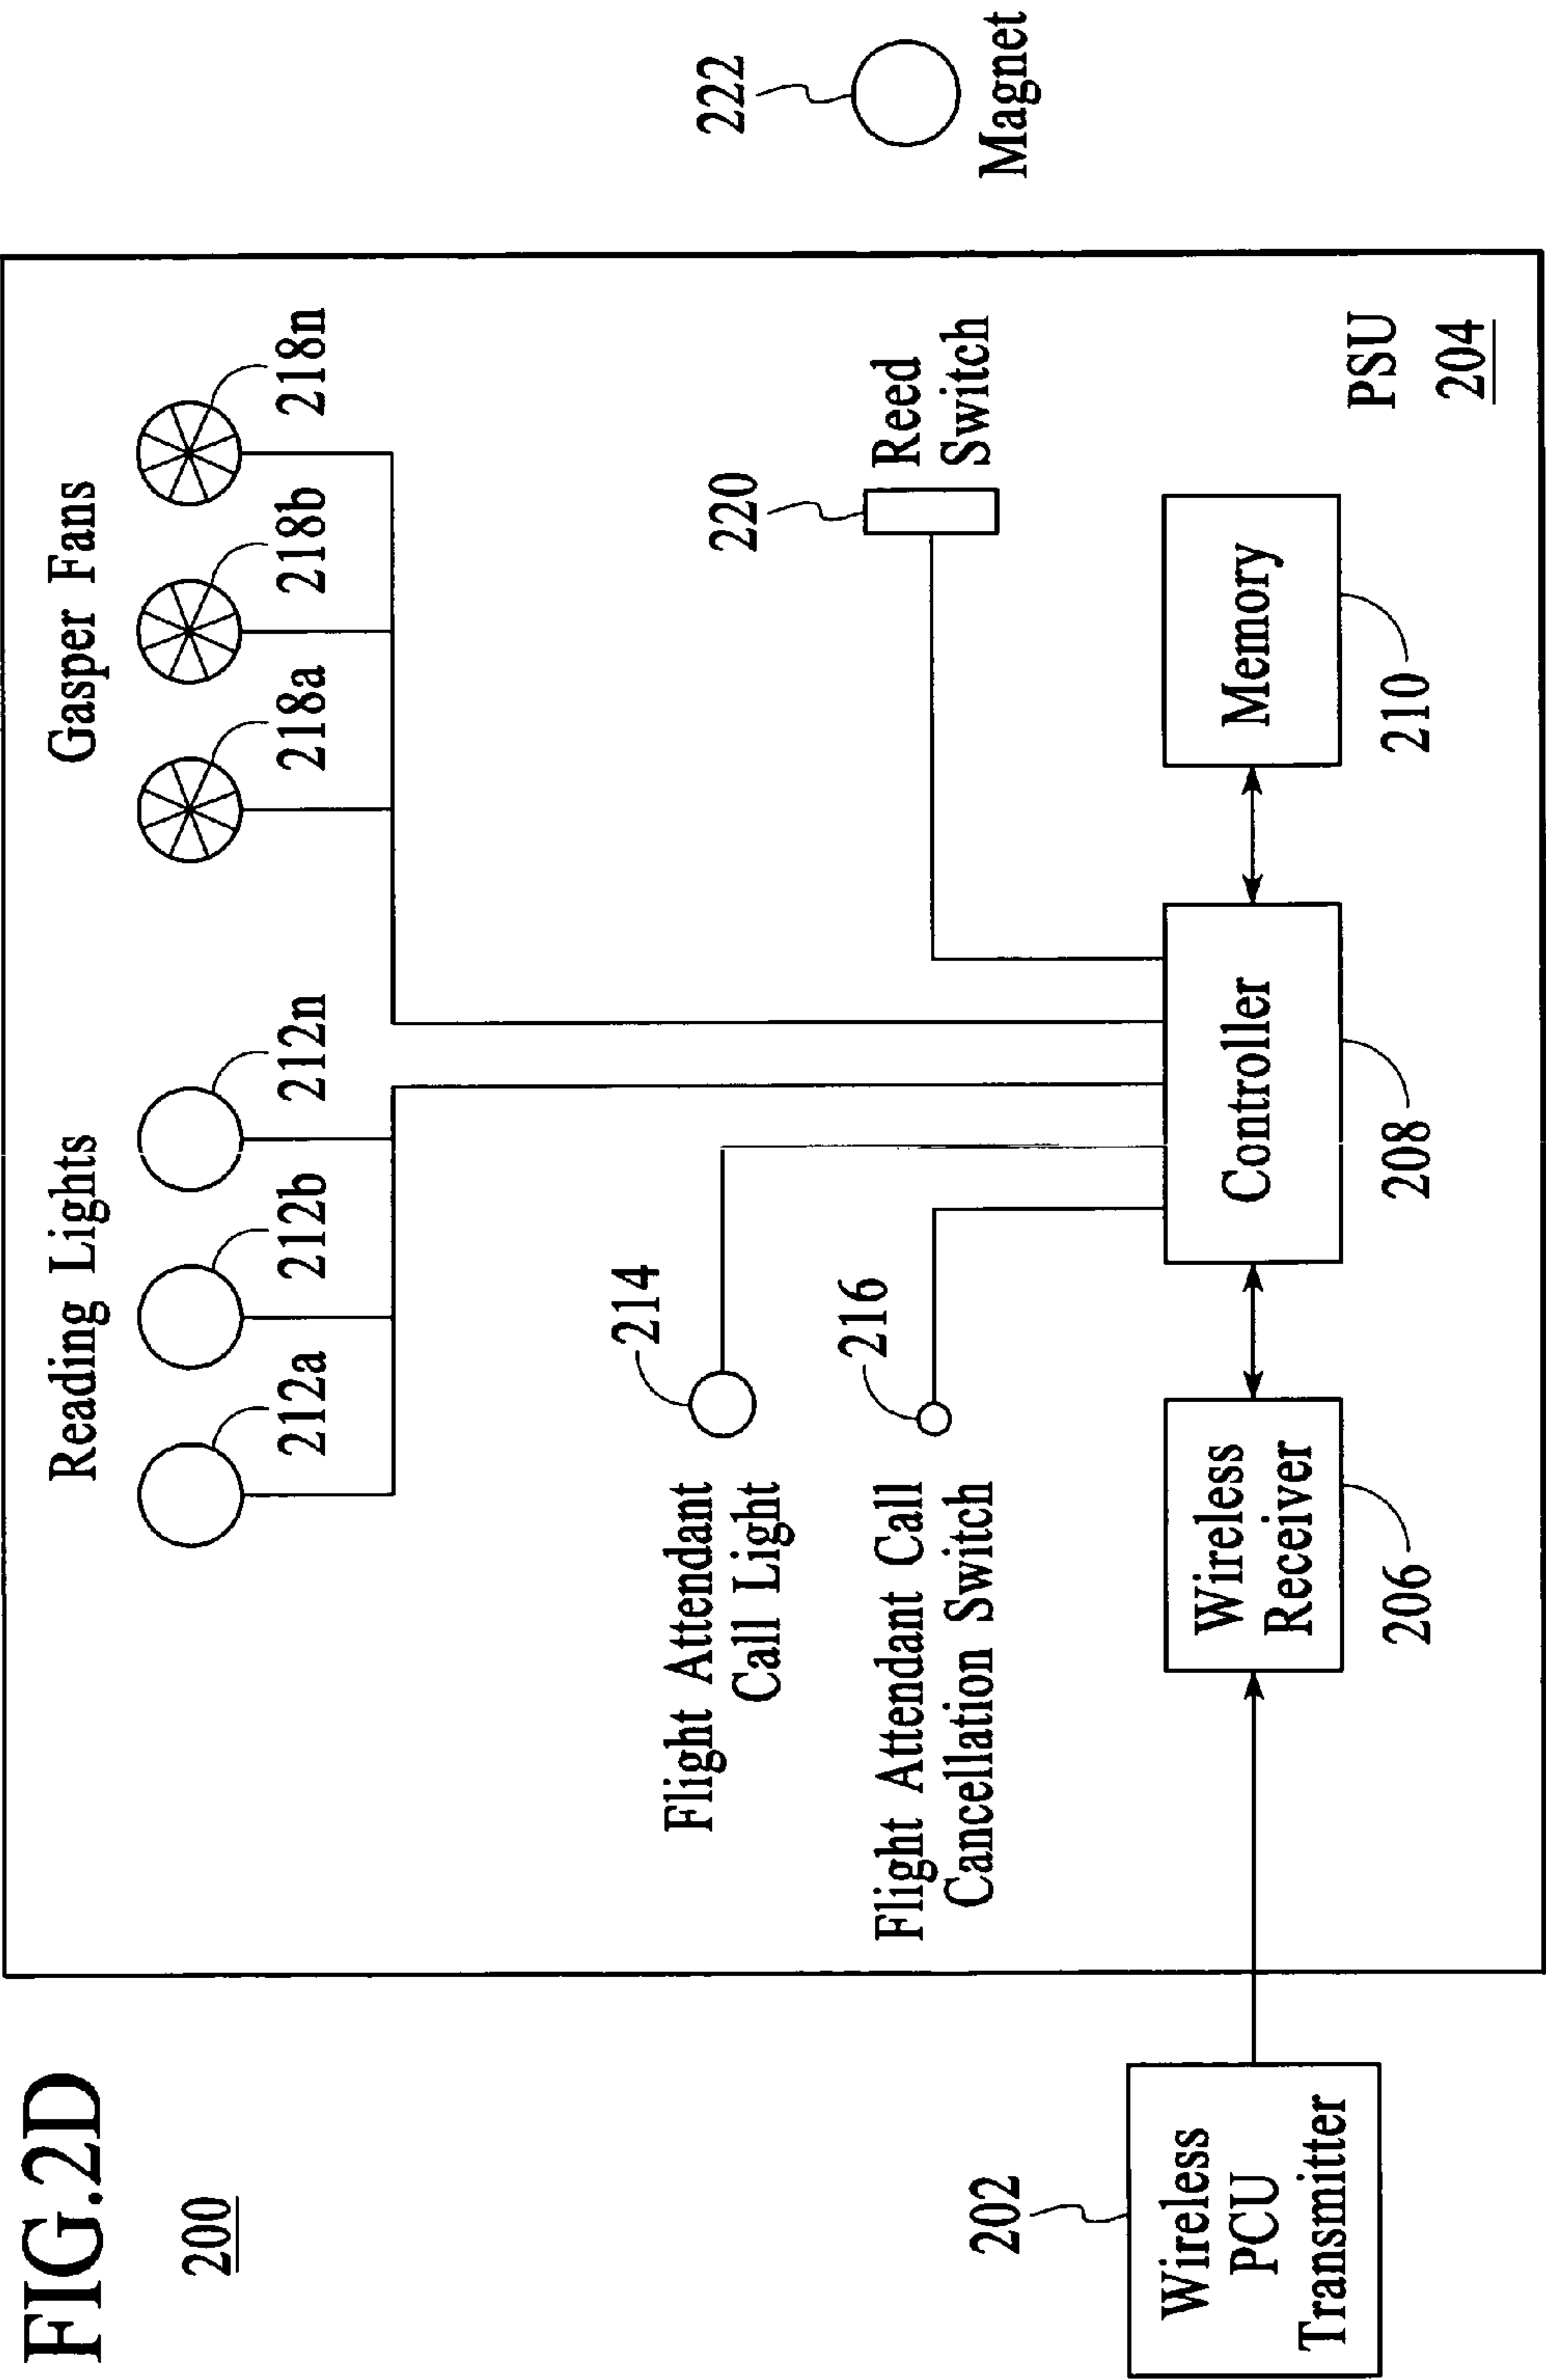 FIG.2D
200
Reading Lights
Gasper Fans
212a
212b
212n
218a
218b
218n
222
Magnet
Flight Attendant
Call Light
214
Flight Attendant Call
Cancellation Switch
216
220
Reed
Switch
202
Wireless
PCU
Transmitter
Wireless
Receiver
206
Controller
208
Memory
210
PSU
204